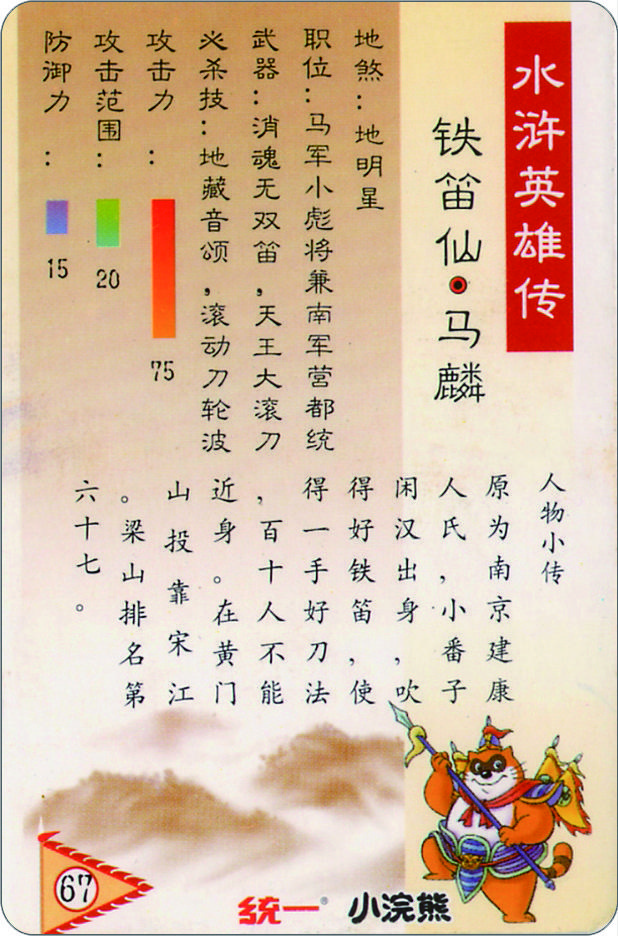 水浒英雄传
铁笛仙●马麟
地煞：地明星
职位：马军小彪将兼南军营都统
武器：消魂无双笛，天王大滚刀
必杀技：地藏音颂，滚动刀轮波
攻击力：75
攻击范围：20
防御力：15
人物小传
原为南京建康
人氏，小番子
闲汉出身，吹
得好铁笛，使
得一手好刀法
，百十人不能
近身。在黄门
山投靠宋江
。梁山排名第
六十七。
67
统一® 小浣熊